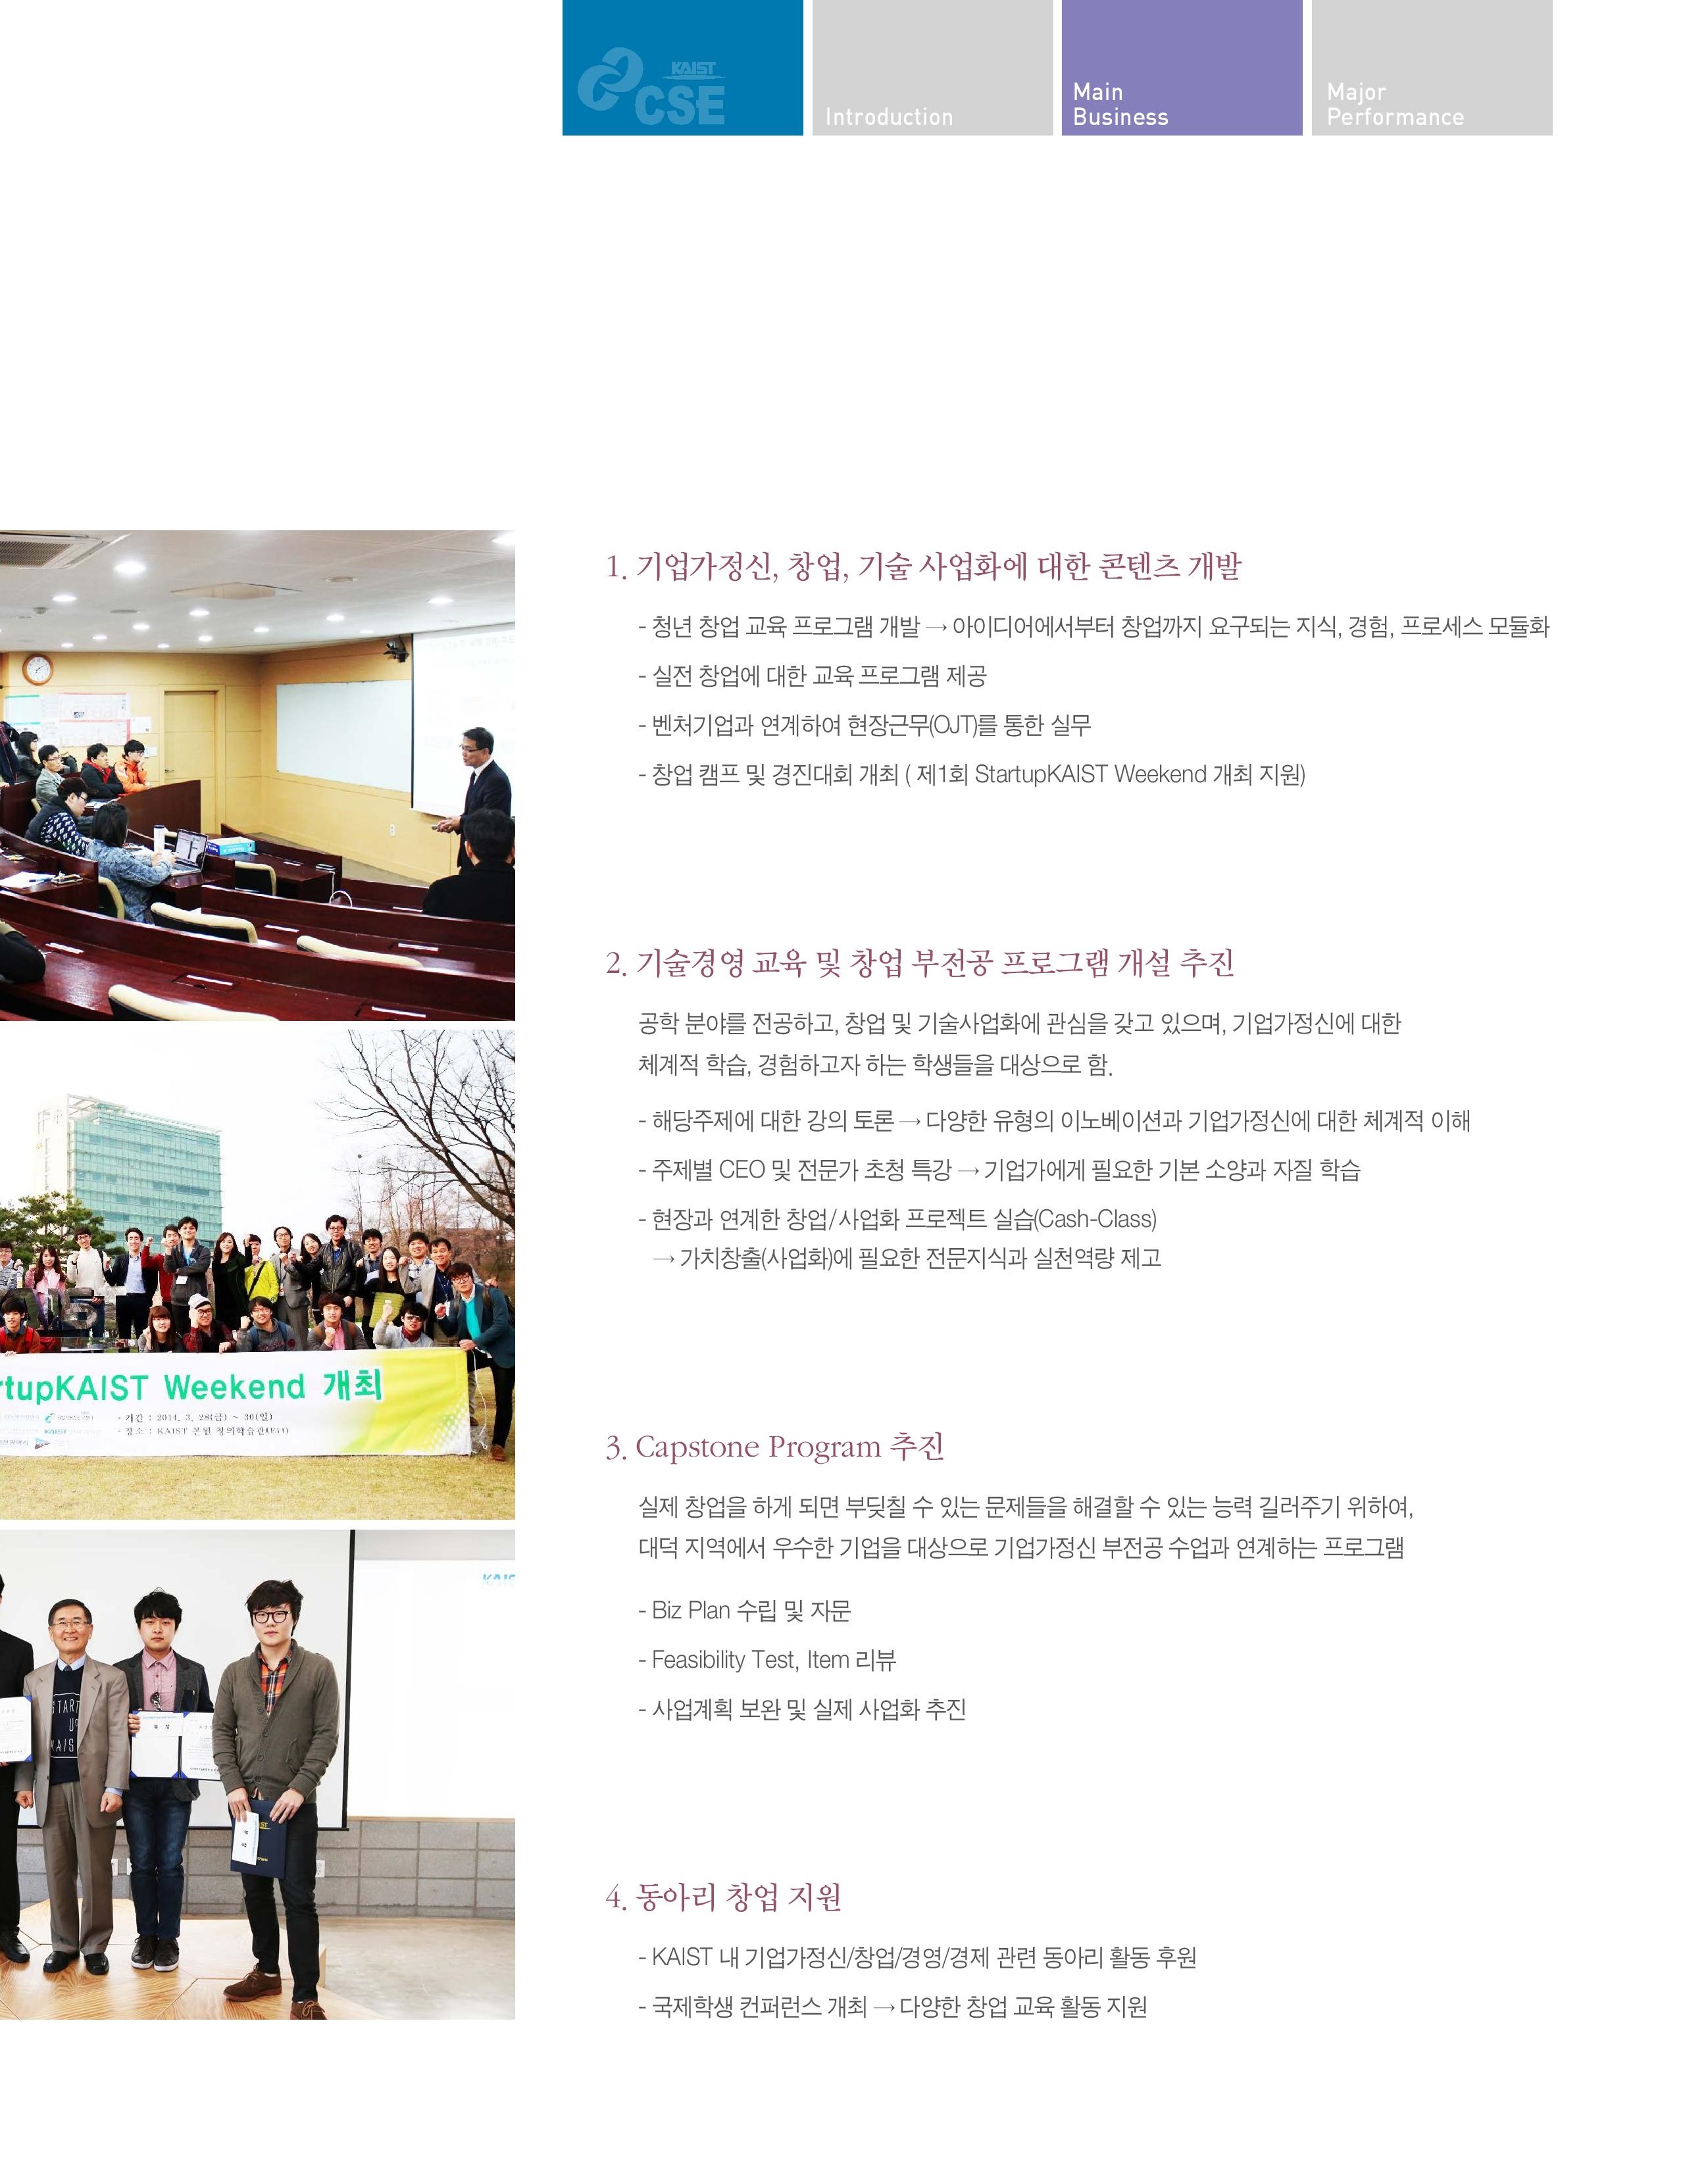 KAIST
CSE
Introduction
Main
Business
Major
Performance
1. 기업가정신, 창업, 기술 사업화에 대한 콘텐츠 개발
- 청년 창업 교육 프로그램 개발 → 아이디어에서부터 창업까지 요구되는 지식, 경험, 프로세스 모듈화
- 실전 창업에 대한 교육 프로그램 제공
- 벤처기업과 연계하여 현장근무(OJT)를 통한 실무
- 창업 캠프 및 경진대회 개최 ( 제1회 StartupKAIST Weekend 개최 지원)
2. 기술경영 교육 및 창업 부전공 프로그램 개설 추진
공학 분야를 전공하고, 창업 및 기술사업화에 관심을 갖고 있으며, 기업가정신에 대한
체계적 학습, 경험하고자 하는 학생들을 대상으로 함.
- 해당주제에 대한 강의 토론 → 다양한 유형의 이노베이션과 기업가정신에 대한 체계적 이해
- 주제별 CEO 및 전문가 초청 특강 → 기업가에게 필요한 기본 소양과 자질 학습
- 현장과 연계한 창업/사업화 프로젝트 실습(Cash-Class)
→ 가치창출(사업화)에 필요한 전문지식과 실천역량 제고
rtupKAIST Weekend 개최
· 기간 : 2014. 3. 28(금) ~ 30(일)
KAIST
· 장소 : KAIST 본원 창의학습관(E11)
3. Capstone Program 추진
실제 창업을 하게 되면 부딪칠 수 있는 문제들을 해결할 수 있는 능력 길러주기 위하여,
대덕 지역에서 우수한 기업을 대상으로 기업가정신 부전공 수업과 연계하는 프로그램
- Biz Plan 수립 및 자문
- Feasibility Test, Item 리뷰
- 사업계획 보완 및 실제 사업화 추진
START
UP
KAIS
4. 동아리 창업 지원
- KAIST 내 기업가정신/창업/경영/경제 관련 동아리 활동 후원
- 국제학생 컨퍼런스 개최 → 다양한 창업 교육 활동 지원